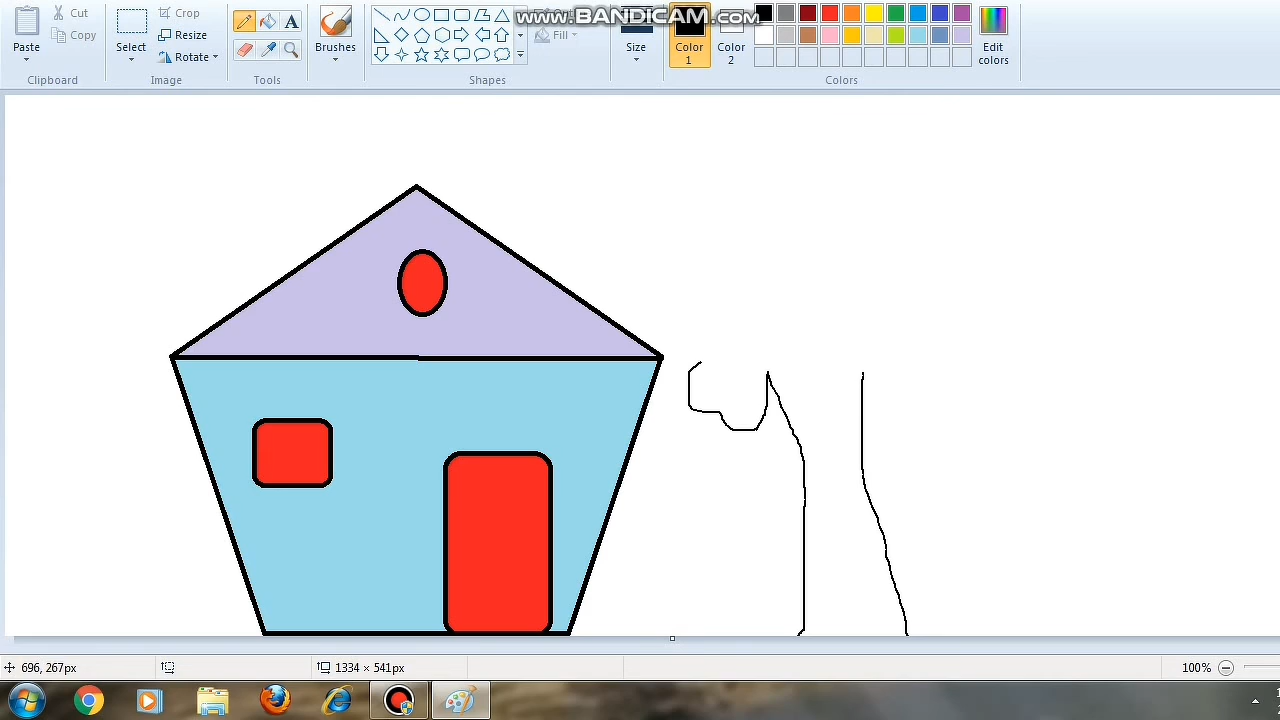 www.BANDICAM.com
Paste
Cut
Copy
Clipboard
Select
Crop
Resize
Rotate
Image
A
Tools
Brushes
Fill
Shapes
Size
Color
1
Color
2
Edit
colors
Colors
696, 267px
1334 × 541px
100%